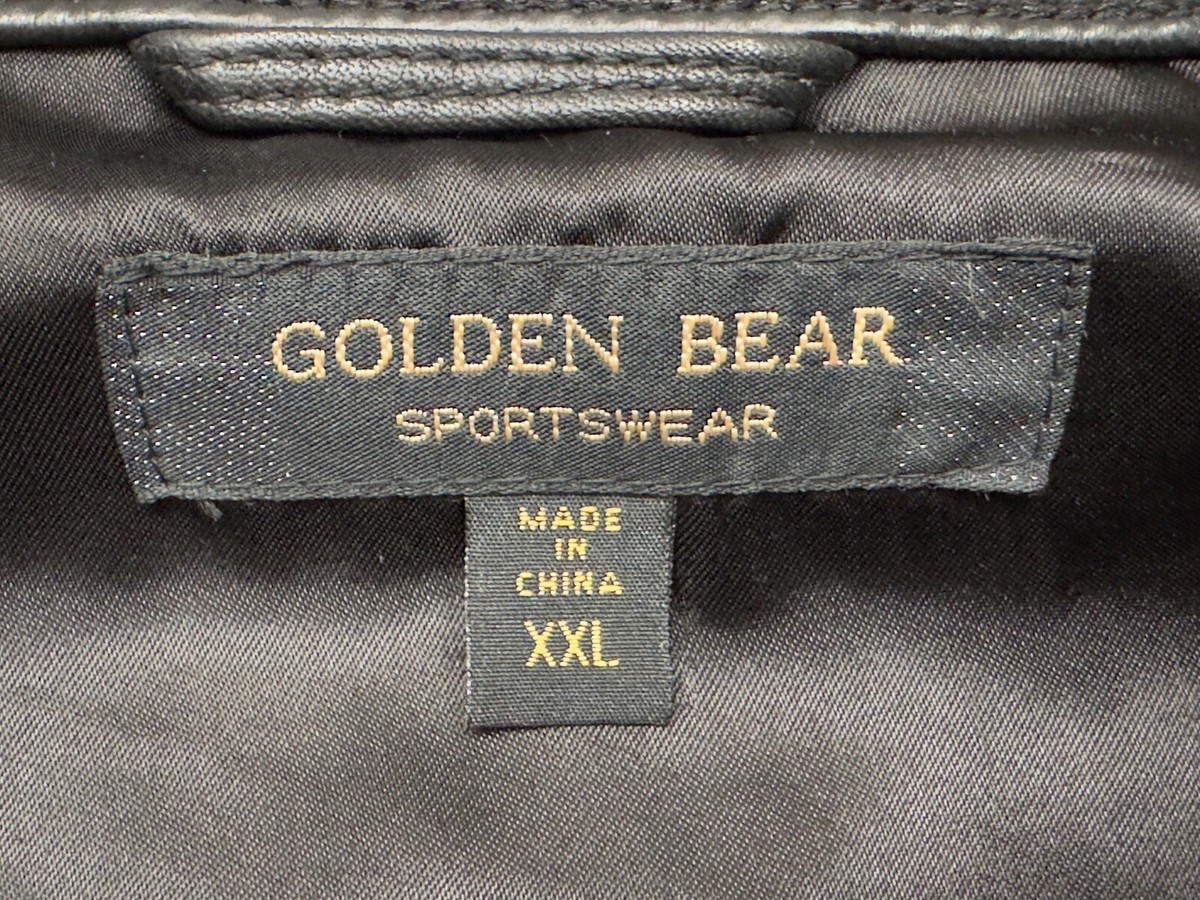 GOLDEN BEAR
SPORTSWEAR
MADE
IN
CHINA
XXL